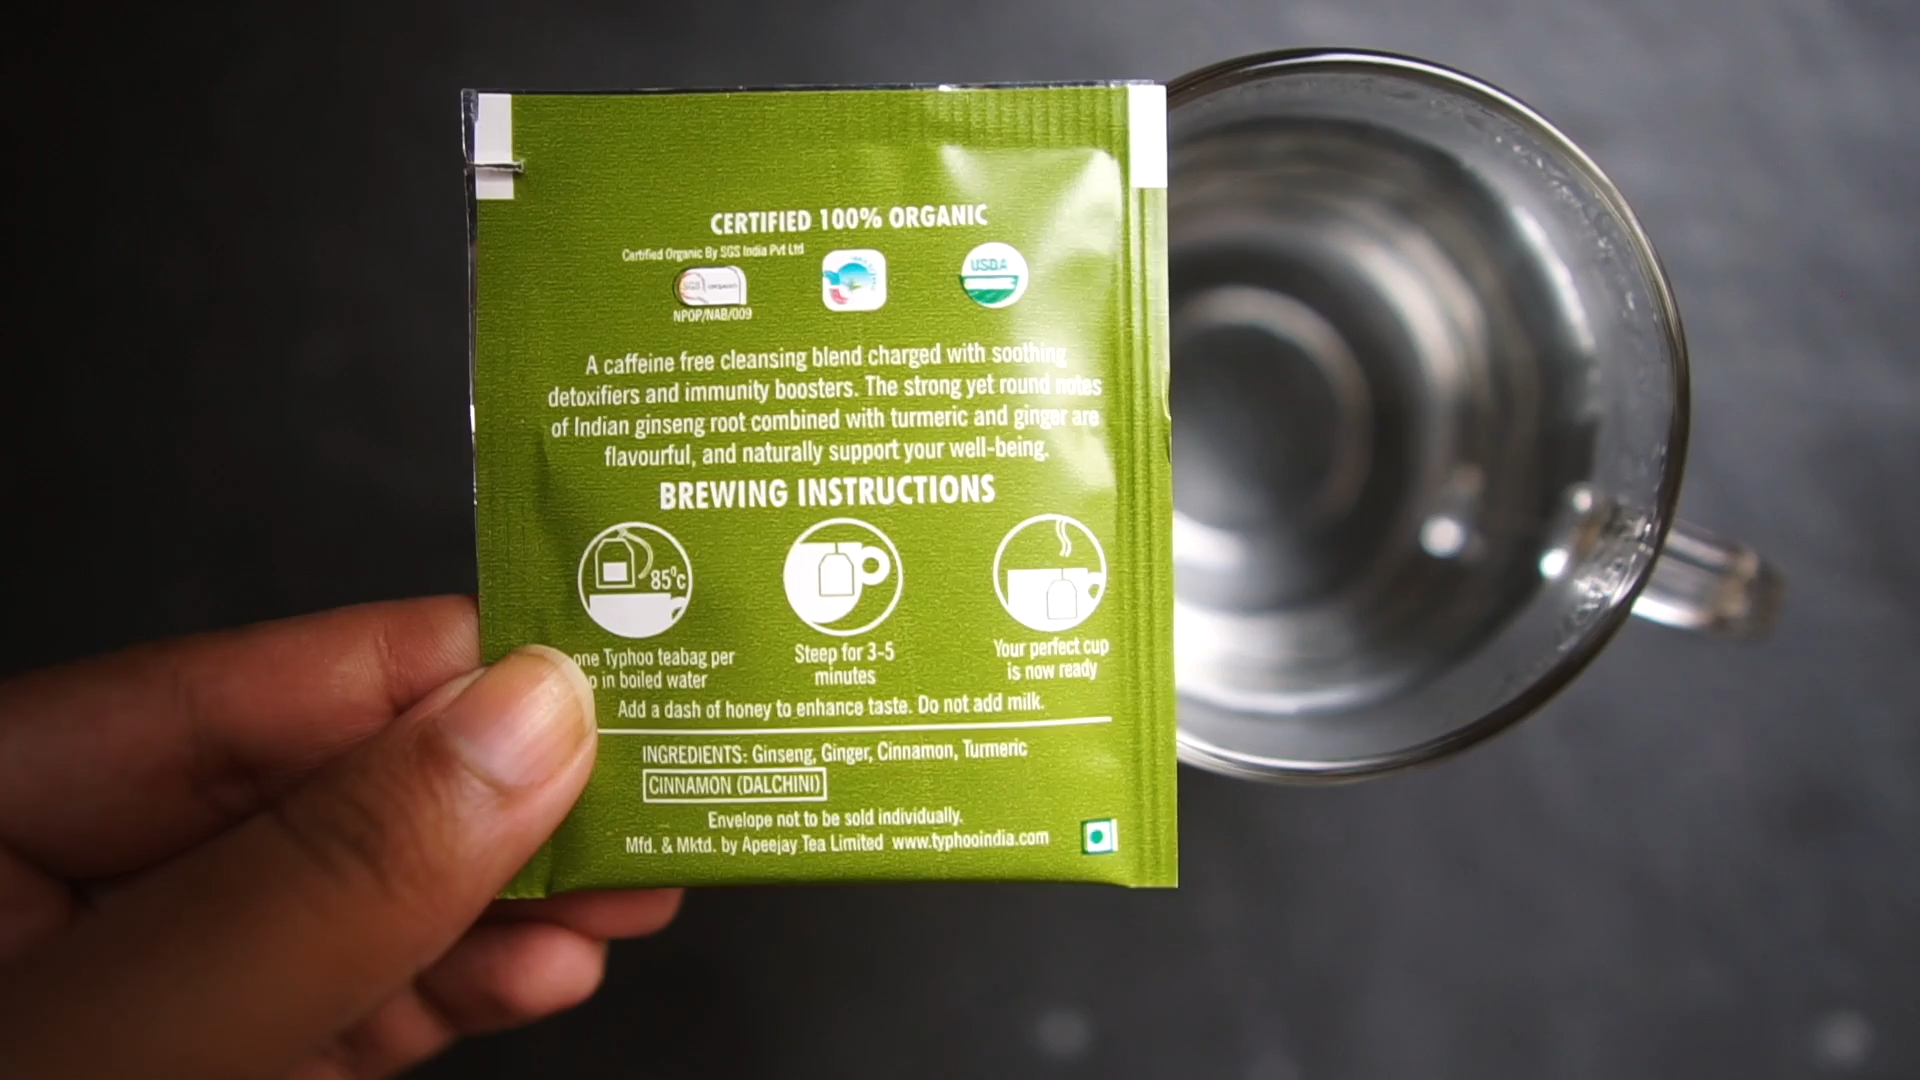 CERTIFIED 100% ORGANIC
Certified Organic By SGS India Pvt Ltd
USDA
NPOP/NAB/009
A caffeine free cleansing blend charged with soothing
detoxifiers and immunity boosters. The strong yet round notes
of Indian ginseng root combined with turmeric and ginger are
flavourful, and naturally support your well-being.
BREWING INSTRUCTIONS
85°c
one Typhoo teabag per
in boiled water
Steep for 3-5
minutes
Your perfect cup
is now ready
Add a dash of honey to enhance taste. Do not add milk.
INGREDIENTS: Ginseng, Ginger, Cinnamon, Turmeric
CINNAMON (DALCHINI)
Envelope not to be sold individually.
Mfd. & Mktd. by Apeejay Tea Limited www.typhooindia.com